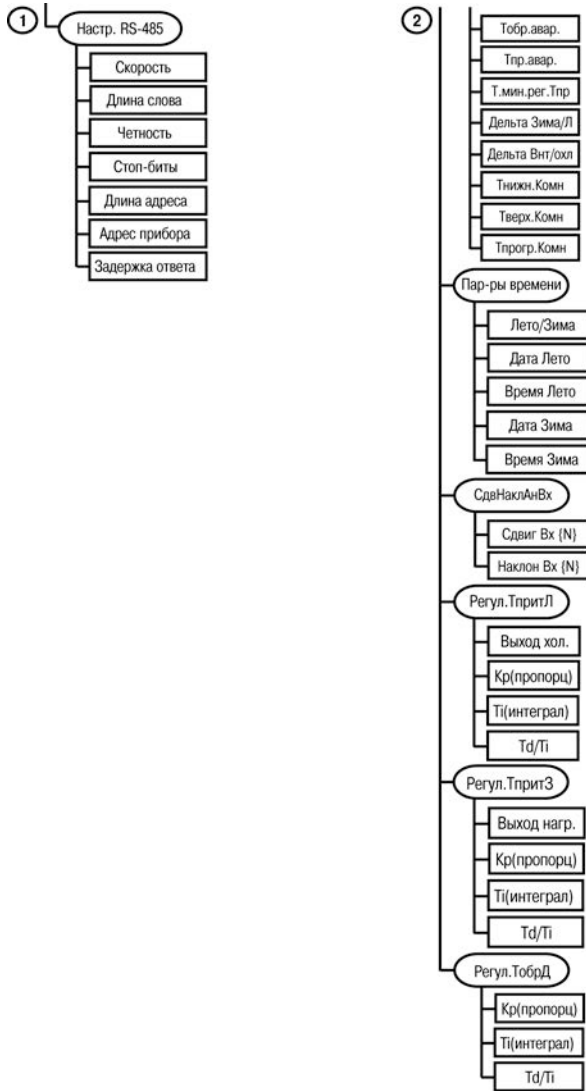 1
Настр. RS-485
Скорость
Длина слова
Четность
Стоп-биты
Длина адреса
Адрес прибора
Задержка ответа
2
Тобр.авар.
Тпр.авар.
Т.мин.рег.Тпр
Дельта Зима/Л
Дельта Внт/охл
Тнижн.Комн
Тверх.Комн
Тпрогр.Комн
Пар-ры времени
Лето/Зима
Дата Лето
Время Лето
Дата Зима
Время Зима
СдвНаклАнВх
Сдвиг Вх {N}
Наклон Вх {N}
Регул.ТпритЛ
Выход хол.
Кр(пропорц)
Ti(интеграл)
Td/Ti
Регул.ТпритЗ
Выход нагр.
Кр(пропорц)
Ti(интеграл)
Td/Ti
Регул.ТобрД
Кр(пропорц)
Ti(интеграл)
Td/Ti